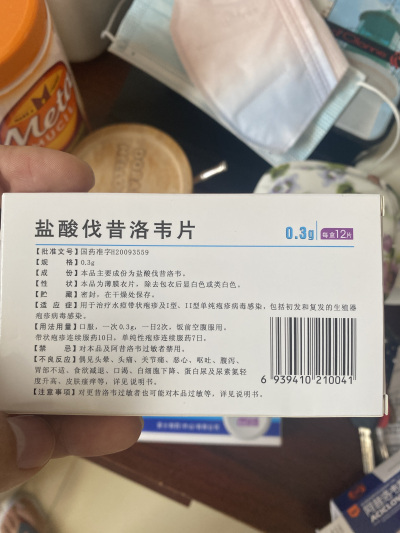 Meta
MUCIL
盐酸伐昔洛韦片
0.3g 每盒12片
【批准文号】国药准字H20093559
【规 格】0.3g
【成 份】本品主要成份为盐酸伐昔洛韦。
【性 状】本品为薄膜衣片，除去包衣后显白色或类白色。
【贮 藏】密封，在干燥处保存。
【适 应 症】用于治疗水痘带状疱疹及I型、II型单纯疱疹病毒感染，包括初发和复发的生殖器
疱疹病毒感染。
【用法用量】口服，一次0.3g，一日2次，饭前空腹服用。
带状疱疹连续服药10日。单纯性疱疹连续服药7日。
【禁 忌】对本品及阿昔洛韦过敏者禁用。
【不良反应】偶见头晕、头痛、关节痛、恶心、呕吐、腹泻、
胃部不适、食欲减退、口渴、白细胞下降、蛋白尿及尿素氮轻
度升高、皮肤瘙痒等，详见说明书。
【注意事项】对更昔洛韦过敏者也可能对本品过敏等，详见说明书。
6 939410 210041